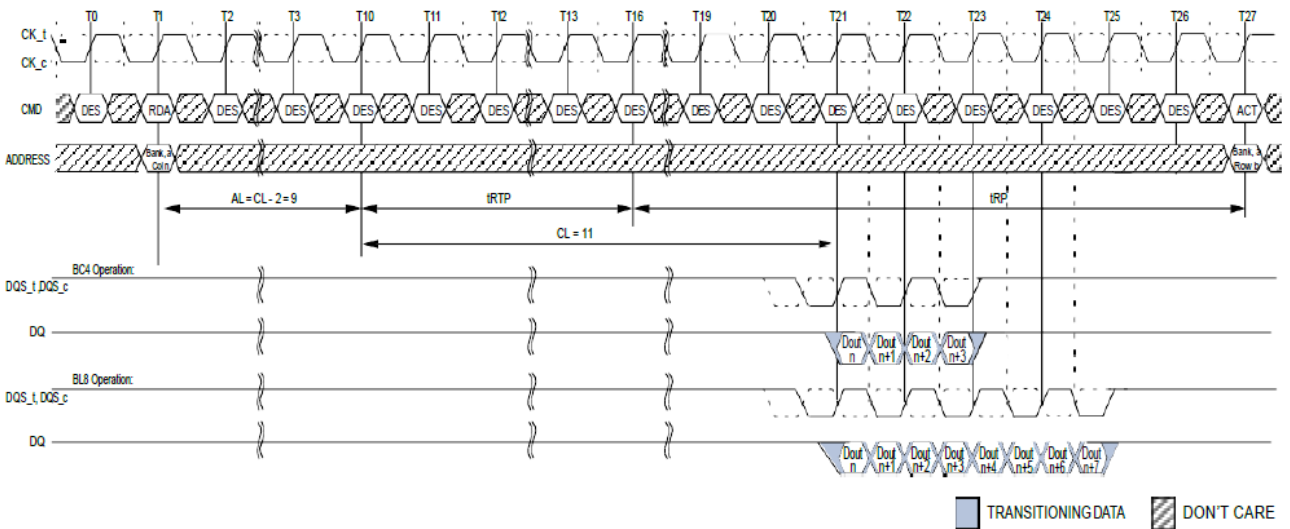 T0 T1 T2 T3 T10 T11 T12 T13 T16 T19 T20 T21 T22 T23 T24 T25 T26 T27
CK_t
CK_c
CMD DES RDA DES DES DES DES DES DES DES DES DES DES DES DES DES DES DES ACT
ADDRESS Bank, a Bank, a
Col n Row b
AL = CL - 2 = 9 tRTP tRP
CL = 11
BC4 Operation:
DQS_t,DQS_c
DQ
Dout Dout Dout Dout
n n+1 n+2 n+3
BL8 Operation:
DQS_t, DQS_c
DQ
Dout Dout Dout Dout Dout Dout Dout Dout
n n+1 n+2 n+3 n+4 n+5 n+6 n+7
TRANSITIONING DATA DON'T CARE